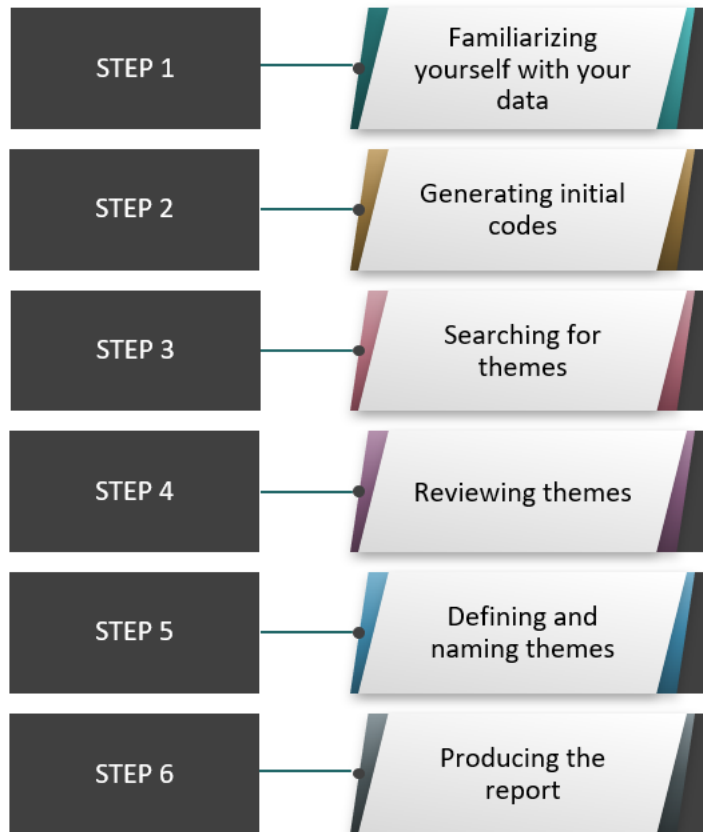 STEP 1
Familiarizing
yourself with your
data
STEP 2
Generating initial
codes
STEP 3
Searching for
themes
STEP 4
Reviewing themes
STEP 5
Defining and
naming themes
STEP 6
Producing the
report